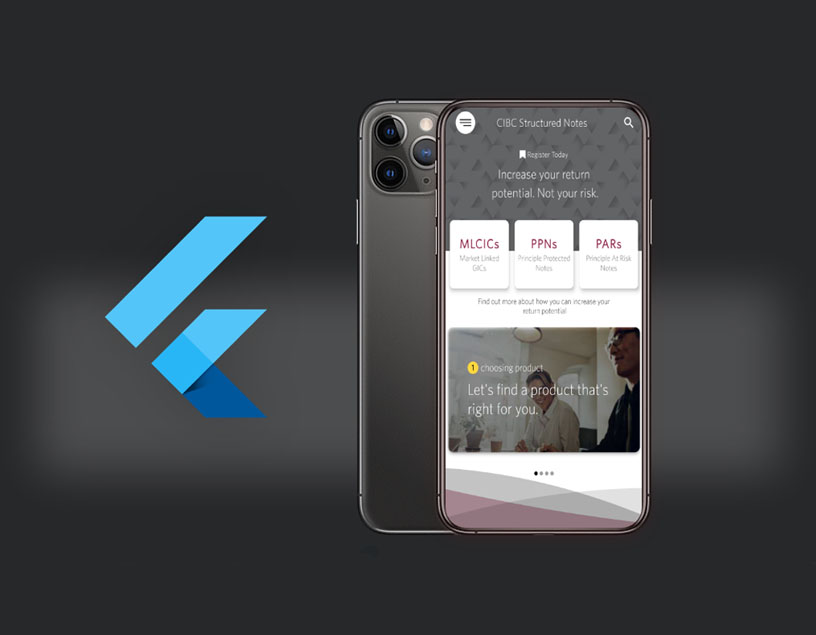 CIBC Structured Notes
Register Today
Increase your return
potential. Not your risk.
MLCICs
Market Linked
GICs
PPNs
Principle Protected
Notes
PARs
Principle At Risk
Notes
Find out more about how you can increase your
return potential
1 choosing product
Let's find a product that's
right for you.